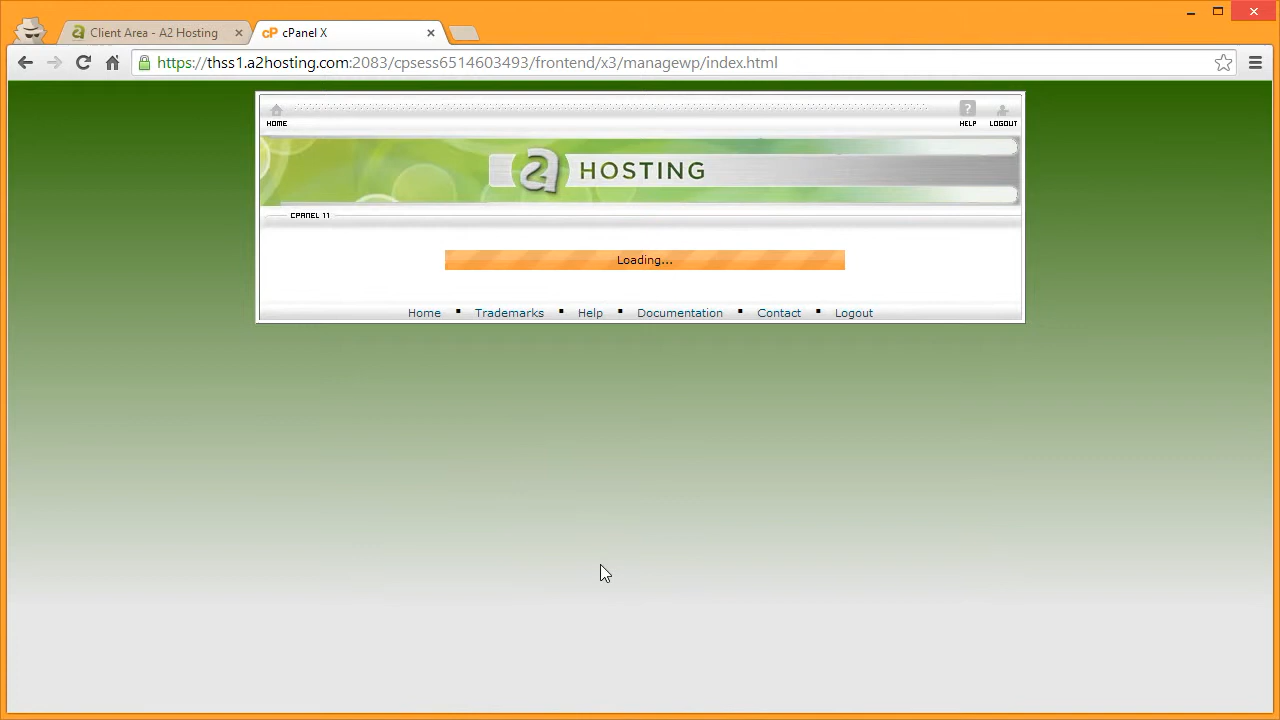 Client Area - A2 Hosting
cPanel X
https://thss1.a2hosting.com:2083/cpsess6514603493/frontend/x3/managewp/index.html
HOME
HELP
LOGOUT
a HOSTING
CPANEL 11
Loading...
Home ▪ Trademarks ▪ Help ▪ Documentation ▪ Contact ▪ Logout